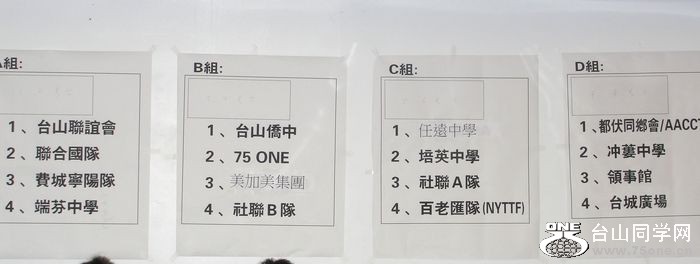 A組:
1、台山聯誼會
2、聯合國隊
3、費城寧陽隊
4、端芬中學
B組:
1、台山僑中
2、75 ONE
3、美加美集團
4、社聯B隊
C組:
1、任遠中學
2、培英中學
3、社聯A隊
4、百老匯隊(NYTTF)
D組:
1、都伏同鄉會/AACCT
2、冲蔞中學
3、領事館
4、台城廣場
ONE
台山同学网
www.75one.cn